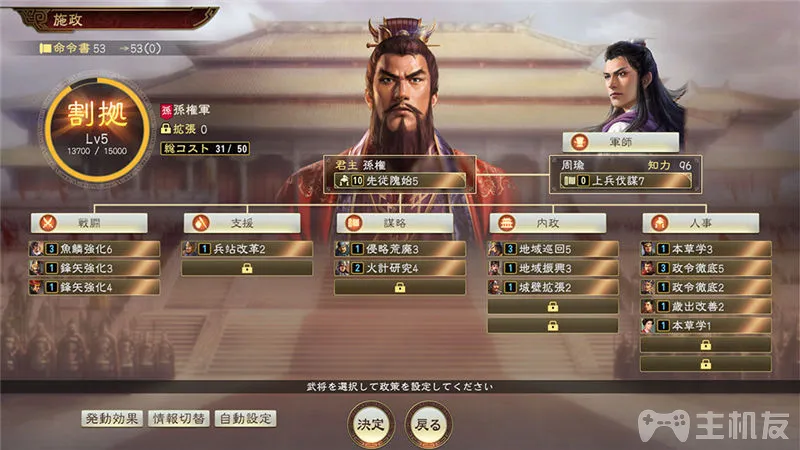 施政
命令書 53 →53(0)
割拠
Lv5
13700 / 15000
孫 孫権軍
拡張 0
総コスト 31 / 50
軍師
君主 孫権
10 先従隗始5
周瑜 知力 96
0 上兵伐謀7
戦闘
支援
謀略
内政
人事
3 魚鱗強化6
1 鋒矢強化3
1 鋒矢強化4
1 兵站改革2
1 侵略荒廃3
2 火計研究4
3 地域巡回5
1 地域振興3
1 城壁拡張2
1 本草学3
3 政令徹底5
1 政令徹底2
1 歳出改善2
1 本草学1
武将を選択して政策を設定してください
発動効果
情報切替
自動設定
決定
戻る
主机友